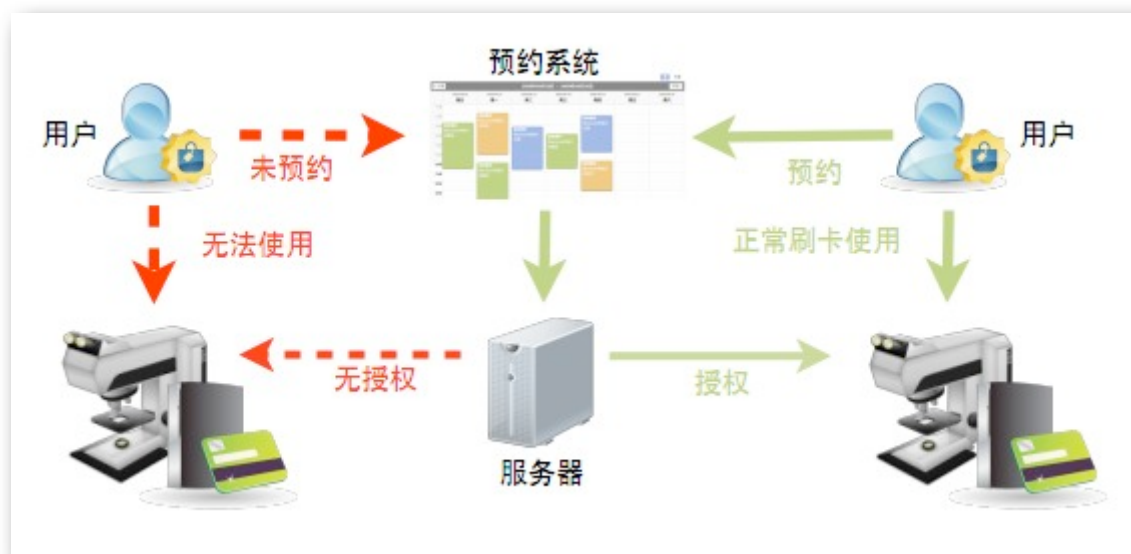 预约系统
用户
未预约
预约
用户
无法使用
正常刷卡使用
无授权
授权
服务器